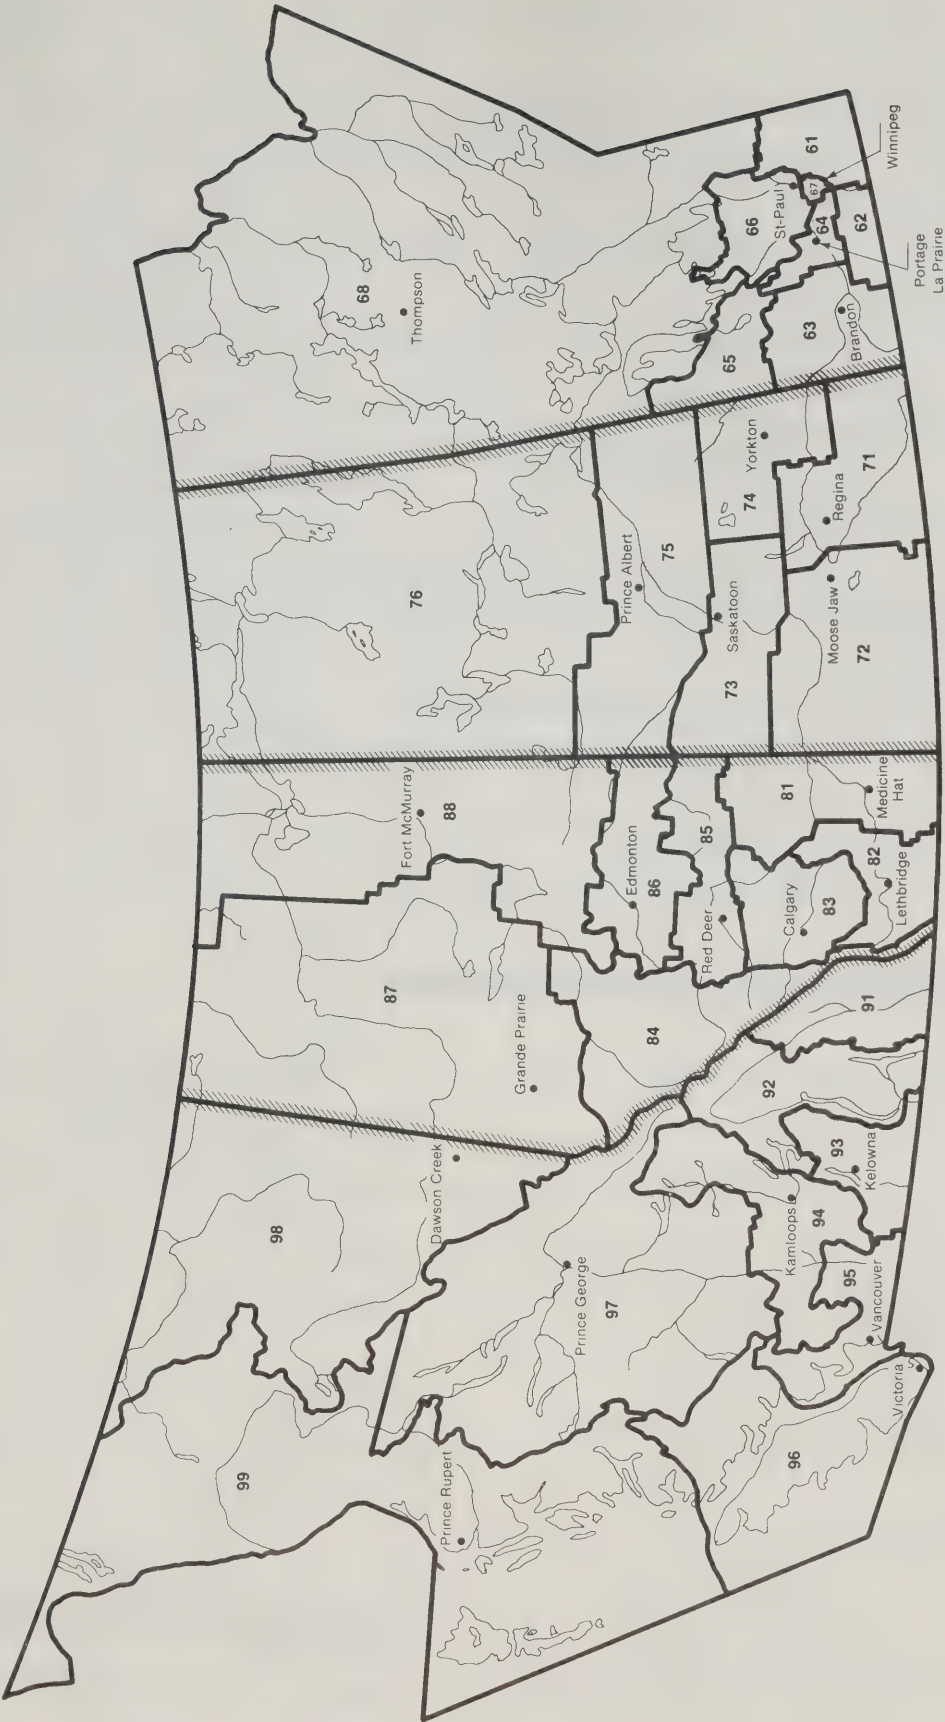 99
98
Prince Rupert
Dawson Creek
Prince George
97
96
Victoria
Vancouver
95
Kamloops
94
93
Kelowna
92
91
87
Grande Prairie
84
88
Fort McMurray
Edmonton
86
85
Red Deer
Calgary
83
82
Lethbridge
81
Medicine
Hat
76
Prince Albert
75
Saskatoon
73
74
Yorkton
Regina
71
Moose Jaw
72
68
Thompson
65
63
Brandon
66
St-Paul
67
64
62
61
Winnipeg
Portage
La Prairie